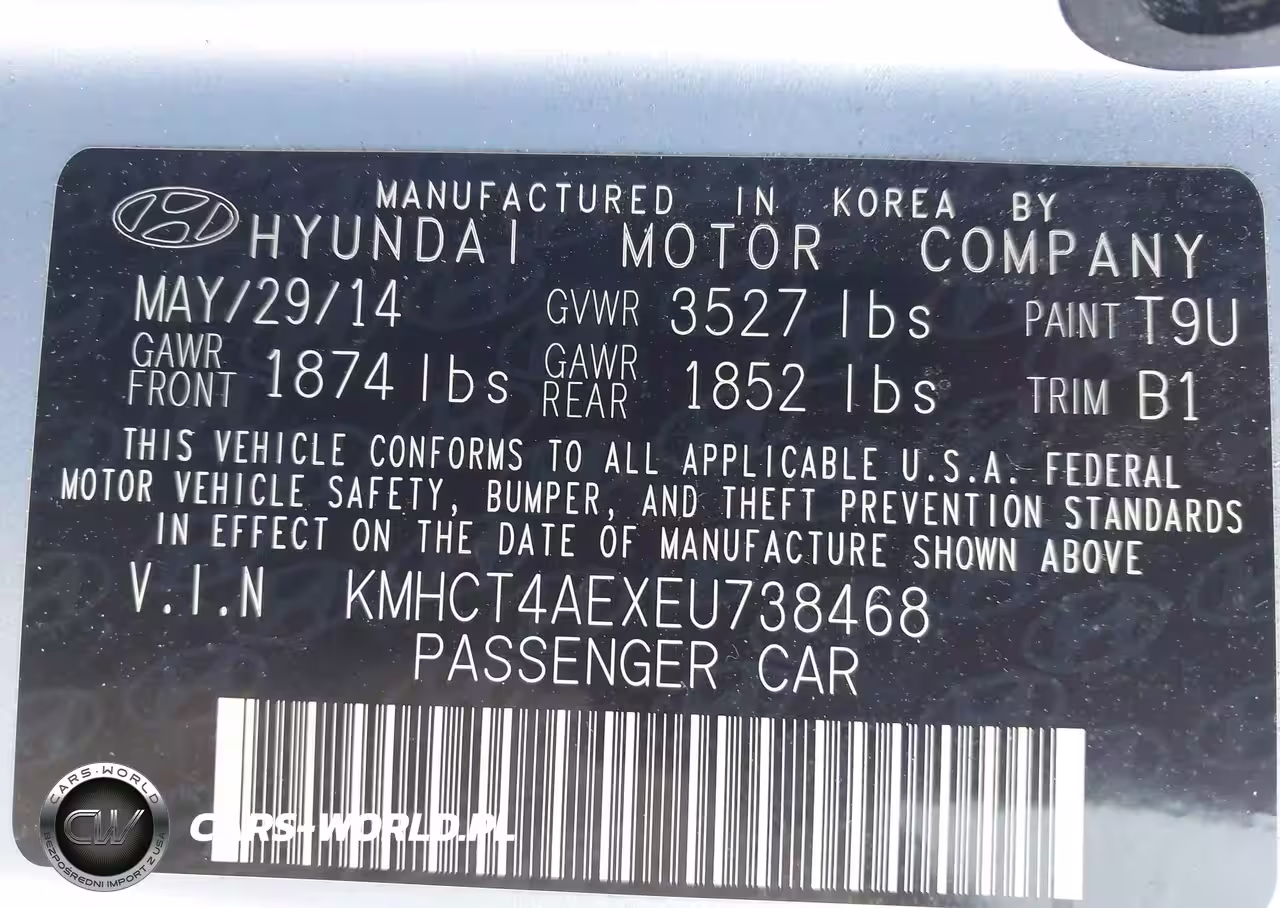 MANUFACTURED IN KOREA BY
HYUNDAI MOTOR COMPANY
MAY/29/14 GVWR 3527 lbs PAINT T9U
GAWR FRONT 1874 lbs GAWR REAR 1852 lbs TRIM B1
THIS VEHICLE CONFORMS TO ALL APPLICABLE U.S.A. FEDERAL
MOTOR VEHICLE SAFETY, BUMPER, AND THEFT PREVENTION STANDARDS
IN EFFECT ON THE DATE OF MANUFACTURE SHOWN ABOVE
V.I.N KMHCT4AEXEU738468
PASSENGER CAR
CARS-WORLD
CW
BEZPOŚREDNI IMPORT Z USA
CARS-WORLD.PL